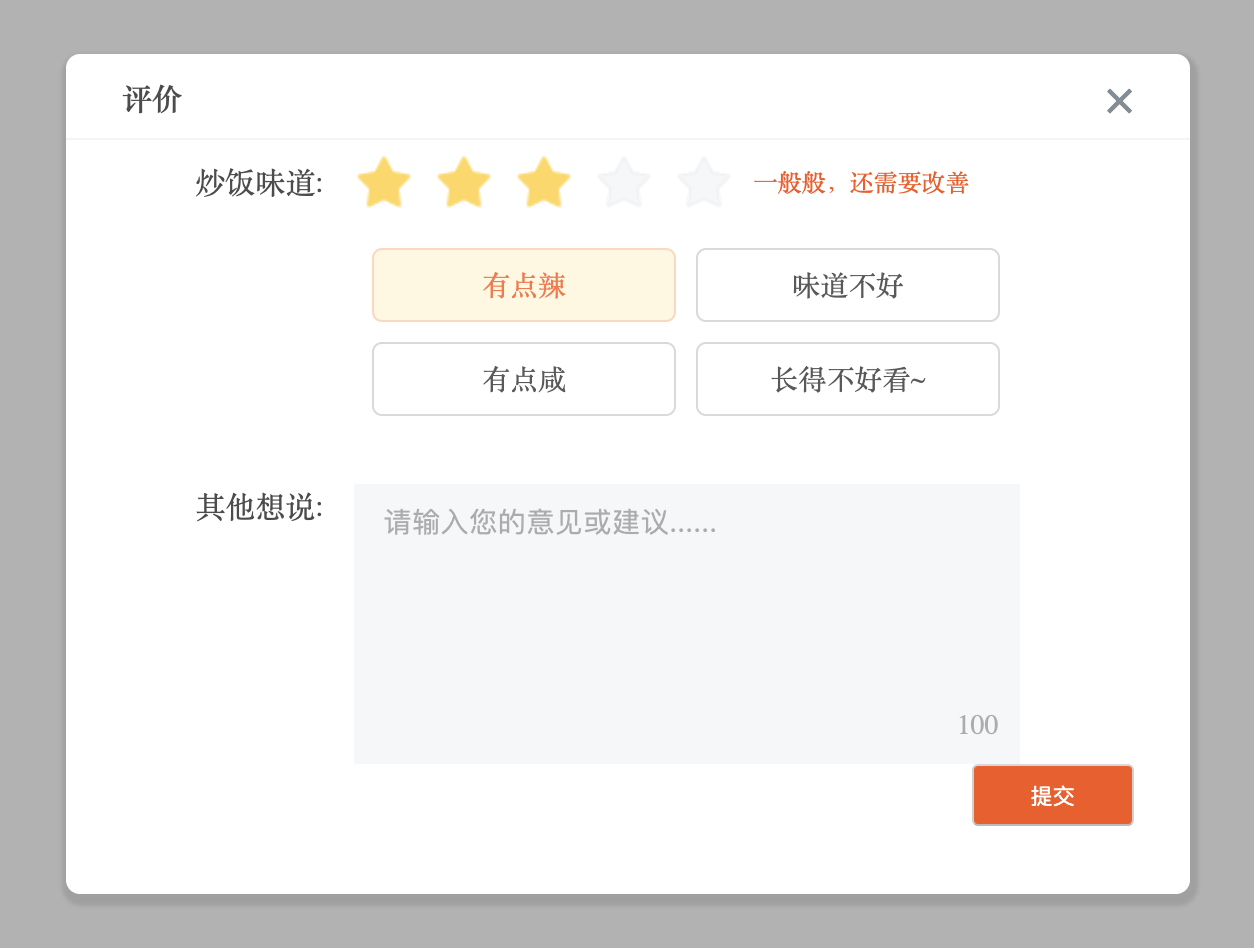 评价
炒饭味道: 一般般，还需要改善
有点辣 味道不好
有点咸 长得不好看~
其他想说: 请输入您的意见或建议......
100
提交